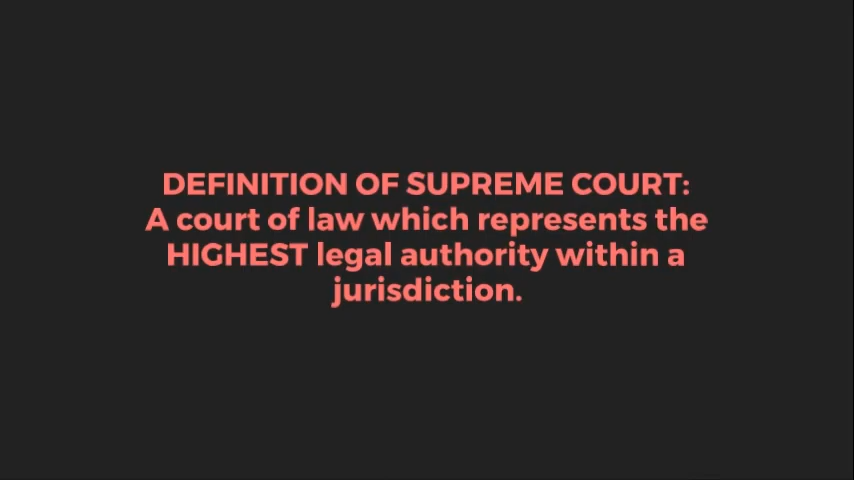 DEFINITION OF SUPREME COURT:
A court of law which represents the
HIGHEST legal authority within a
jurisdiction.